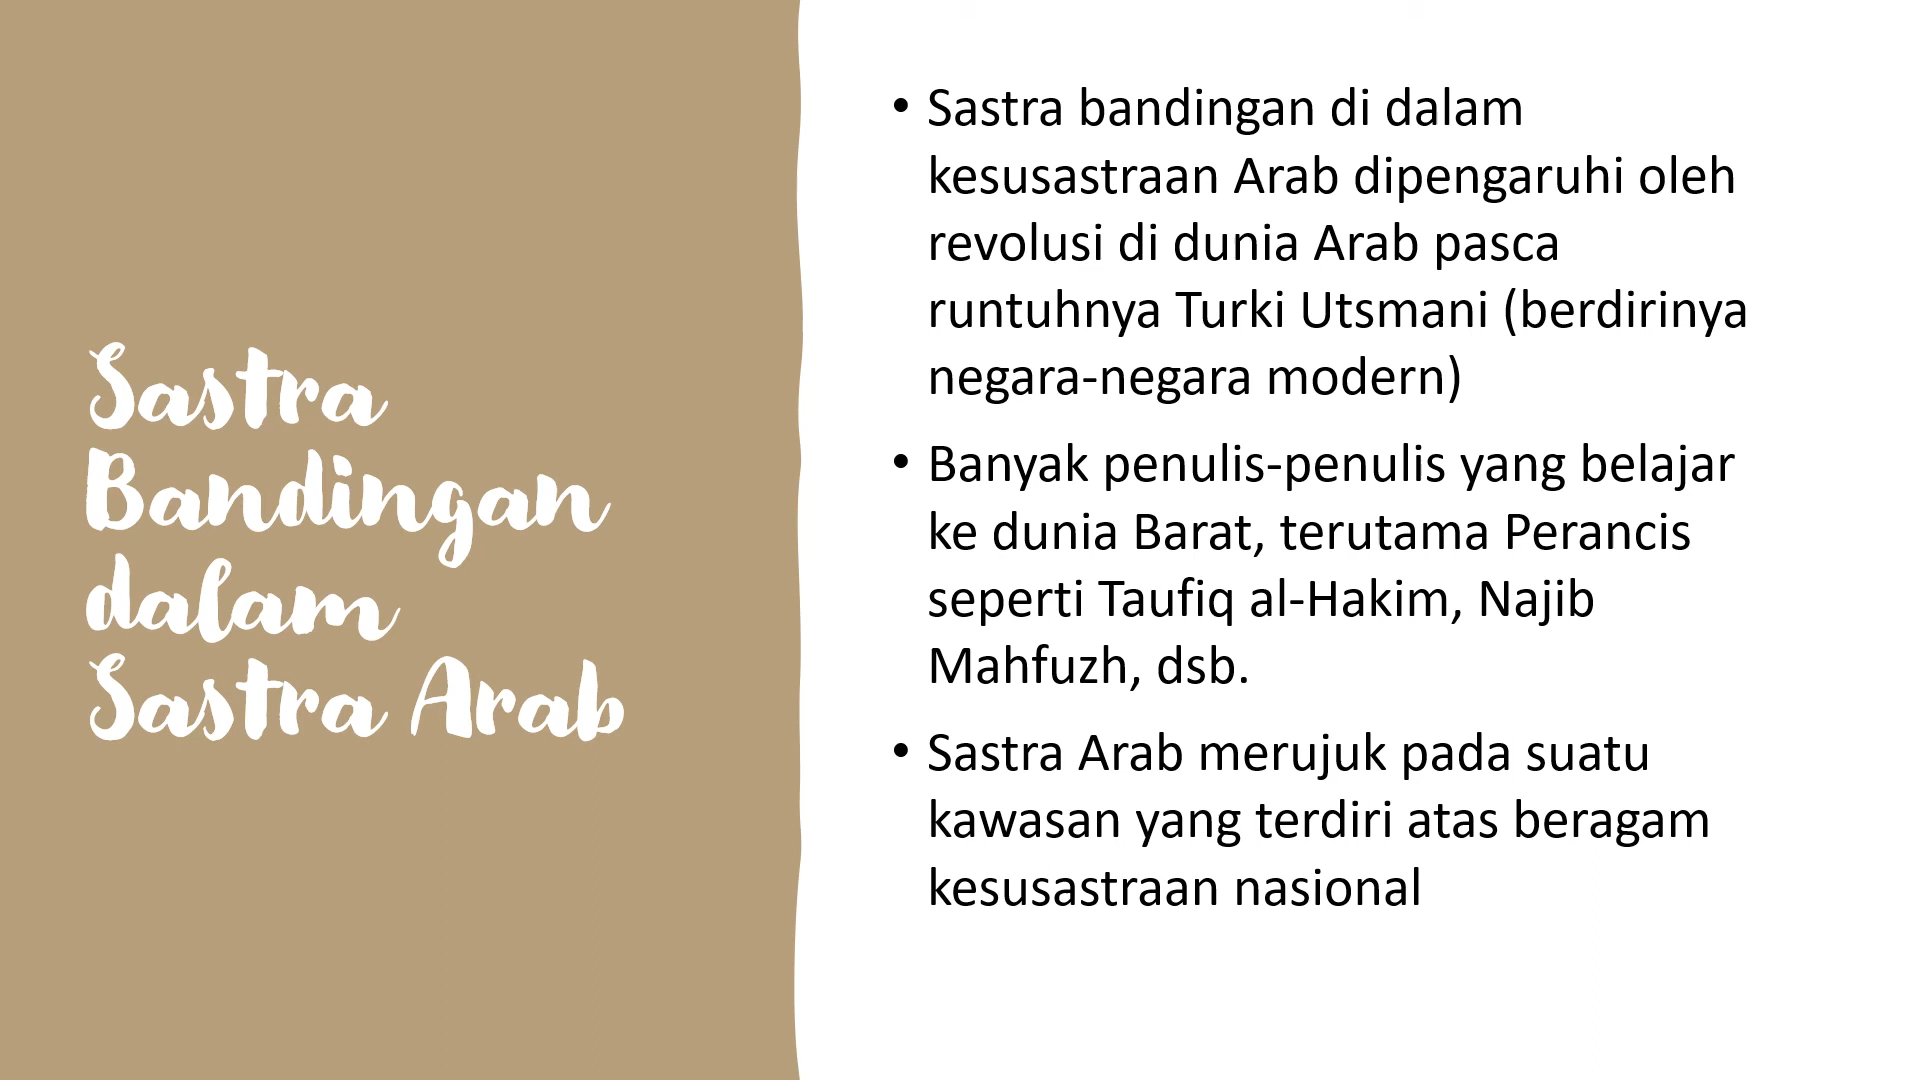 Sastra
Bandingan
dalam
Sastra Arab
• Sastra bandingan di dalam
kesusastraan Arab dipengaruhi oleh
revolusi di dunia Arab pasca
runtuhnya Turki Utsmani (berdirinya
negara-negara modern)
• Banyak penulis-penulis yang belajar
ke dunia Barat, terutama Perancis
seperti Taufiq al-Hakim, Najib
Mahfuzh, dsb.
• Sastra Arab merujuk pada suatu
kawasan yang terdiri atas beragam
kesusastraan nasional